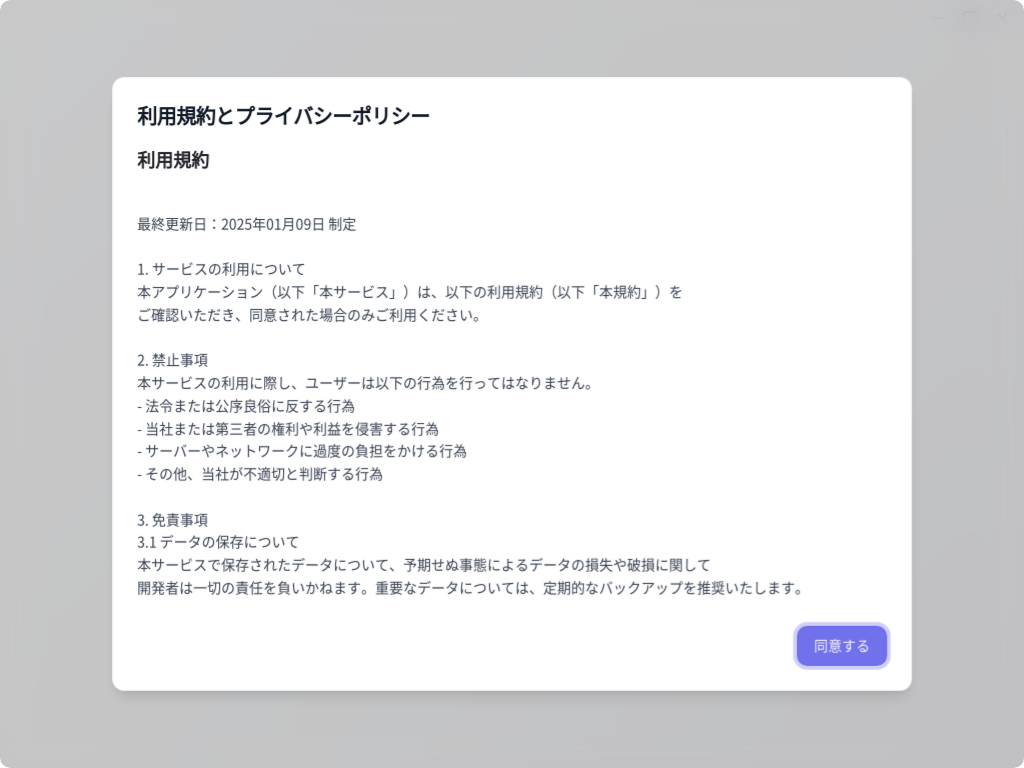 利用規約とプライバシーポリシー
利用規約
最終更新日：2025年01月09日 制定
1. サービスの利用について
本アプリケーション（以下「本サービス」）は、以下の利用規約（以下「本規約」）を
ご確認いただき、同意された場合のみご利用ください。
2. 禁止事項
本サービスの利用に際し、ユーザーは以下の行為を行ってはなりません。
- 法令または公序良俗に反する行為
- 当社または第三者の権利や利益を侵害する行為
- サーバーやネットワークに過度の負担をかける行為
- その他、当社が不適切と判断する行為
3. 免責事項
3.1 データの保存について
本サービスで保存されたデータについて、予期せぬ事態によるデータの損失や破損に関して
開発者は一切の責任を負いかねます。重要なデータについては、定期的なバックアップを推奨いたします。
同意する